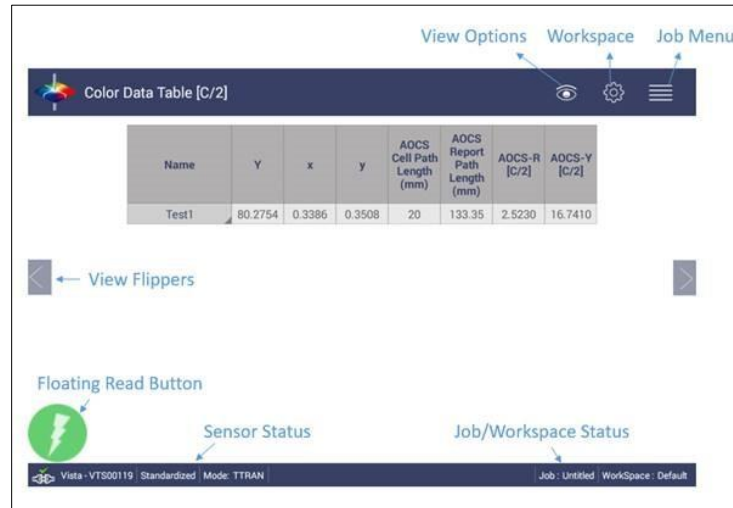 View Options Workspace Job Menu
Color Data Table [C/2]
Name Y x y AOCS Cell Path Length (mm) AOCS Report Path Length (mm) AOCS-R [C/2] AOCS-Y [C/2]
Test1 80.2754 0.3386 0.3508 20 133.35 2.5230 16.7410
View Flippers
Floating Read Button
Sensor Status Job/Workspace Status
Vista - VTS00119 Standardized Mode: TTRAN Job : Untitled WorkSpace : Default